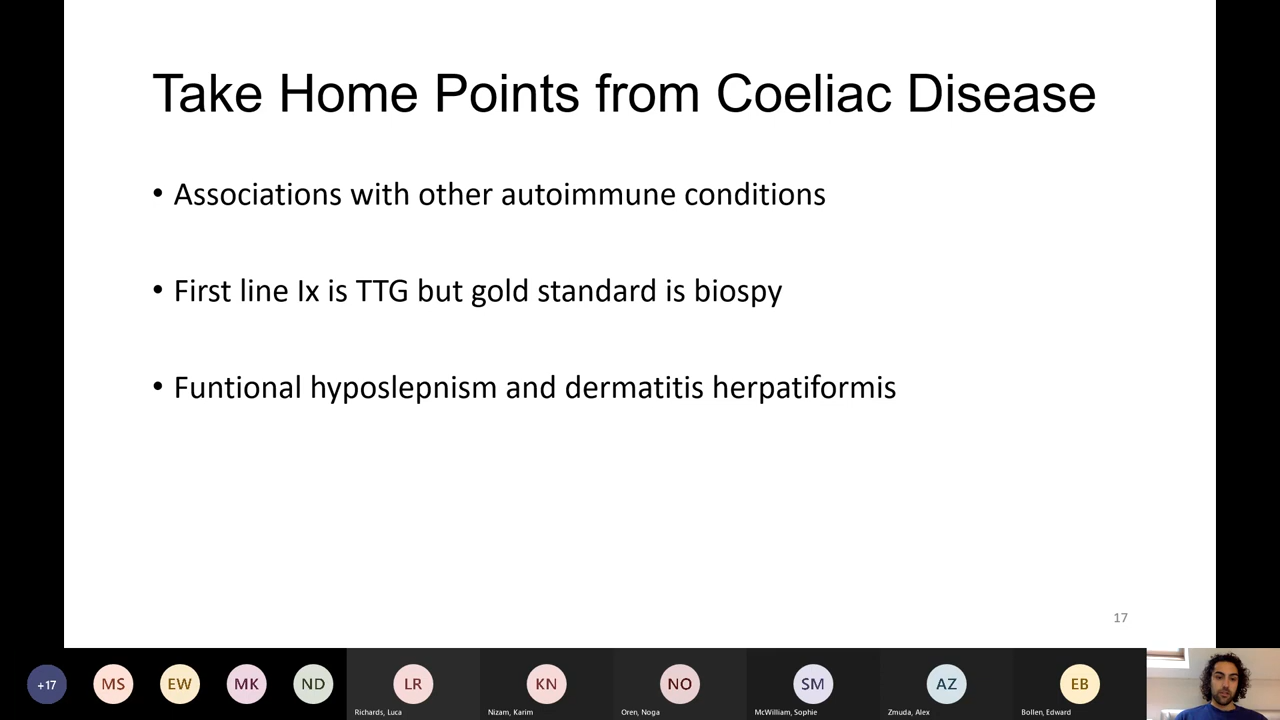 Take Home Points from Coeliac Disease
• Associations with other autoimmune conditions
• First line Ix is TTG but gold standard is biospy
• Funtional hyposlepnism and dermatitis herpatiformis
17
+17 MS EW MK ND LR KN NO SM AZ EB
Richards, Luca Nizam, Karim Oren, Noga McWilliam, Sophie Zmuda, Alex Bollen, Edward